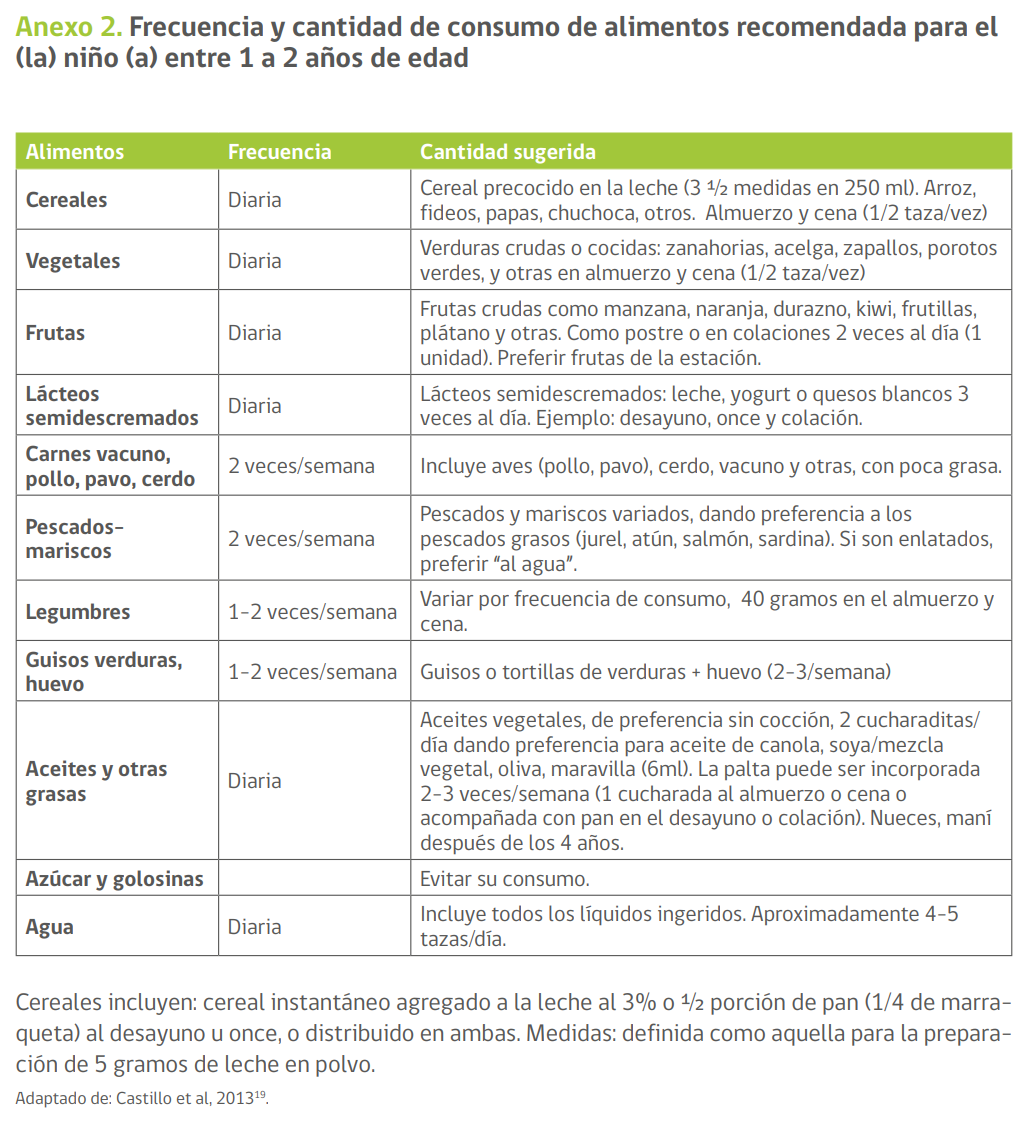 Anexo 2. Frecuencia y cantidad de consumo de alimentos recomendada para el
(la) niño (a) entre 1 a 2 años de edad
Alimentos Frecuencia Cantidad sugerida
Cereales Diaria Cereal precocido en la leche (3 ½ medidas en 250 ml). Arroz,
fideos, papas, chuchoca, otros. Almuerzo y cena (1/2 taza/vez)
Vegetales Diaria Verduras crudas o cocidas: zanahorias, acelga, zapallos, porotos
verdes, y otras en almuerzo y cena (1/2 taza/vez)
Frutas Diaria Frutas crudas como manzana, naranja, durazno, kiwi, frutillas,
plátano y otras. Como postre o en colaciones 2 veces al día (1
unidad). Preferir frutas de la estación.
Lácteos
semidescremados Diaria Lácteos semidescremados: leche, yogurt o quesos blancos 3
veces al día. Ejemplo: desayuno, once y colación.
Carnes vacuno,
pollo, pavo, cerdo 2 veces/semana Incluye aves (pollo, pavo), cerdo, vacuno y otras, con poca grasa.
Pescados-
mariscos 2 veces/semana Pescados y mariscos variados, dando preferencia a los
pescados grasos (jurel, atún, salmón, sardina). Si son enlatados,
preferir “al agua”.
Legumbres 1-2 veces/semana Variar por frecuencia de consumo, 40 gramos en el almuerzo y
cena.
Guisos verduras,
huevo 1-2 veces/semana Guisos o tortillas de verduras + huevo (2-3/semana)
Aceites y otras
grasas Diaria Aceites vegetales, de preferencia sin cocción, 2 cucharaditas/
día dando preferencia para aceite de canola, soya/mezcla
vegetal, oliva, maravilla (6ml). La palta puede ser incorporada
2-3 veces/semana (1 cucharada al almuerzo o cena o
acompañada con pan en el desayuno o colación). Nueces, maní
después de los 4 años.
Azúcar y golosinas Evitar su consumo.
Agua Diaria Incluye todos los líquidos ingeridos. Aproximadamente 4-5
tazas/día.
Cereales incluyen: cereal instantáneo agregado a la leche al 3% o ½ porción de pan (1/4 de marra-
queta) al desayuno u once, o distribuido en ambas. Medidas: definida como aquella para la prepara-
ción de 5 gramos de leche en polvo.
Adaptado de: Castillo et al, 2013¹⁹.